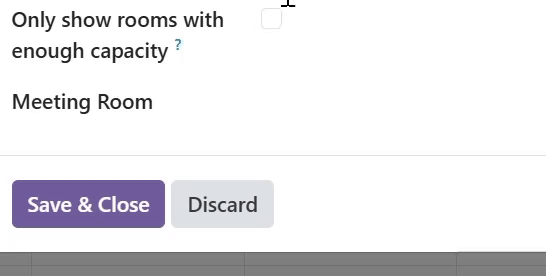 Only show rooms with
enough capacity ?
Meeting Room
Save & Close Discard